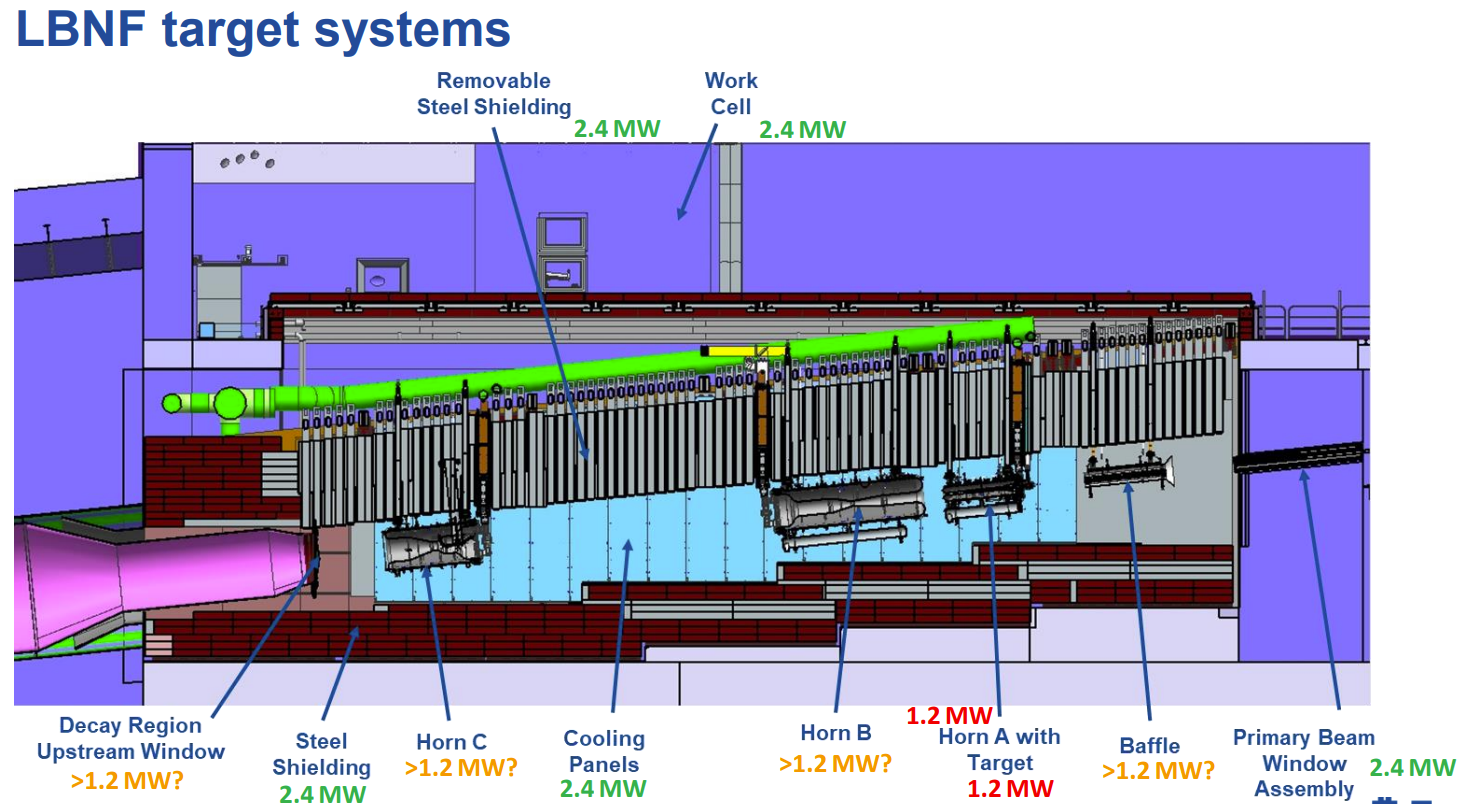 LBNF target systems
Removable
Steel Shielding
2.4 MW
Work
Cell
2.4 MW
Decay Region
Upstream Window
>1.2 MW?
Steel
Shielding
2.4 MW
Horn C
>1.2 MW?
Cooling
Panels
2.4 MW
Horn B
>1.2 MW?
1.2 MW
Horn A with
Target
1.2 MW
Baffle
>1.2 MW?
Primary Beam
Window
Assembly
2.4 MW